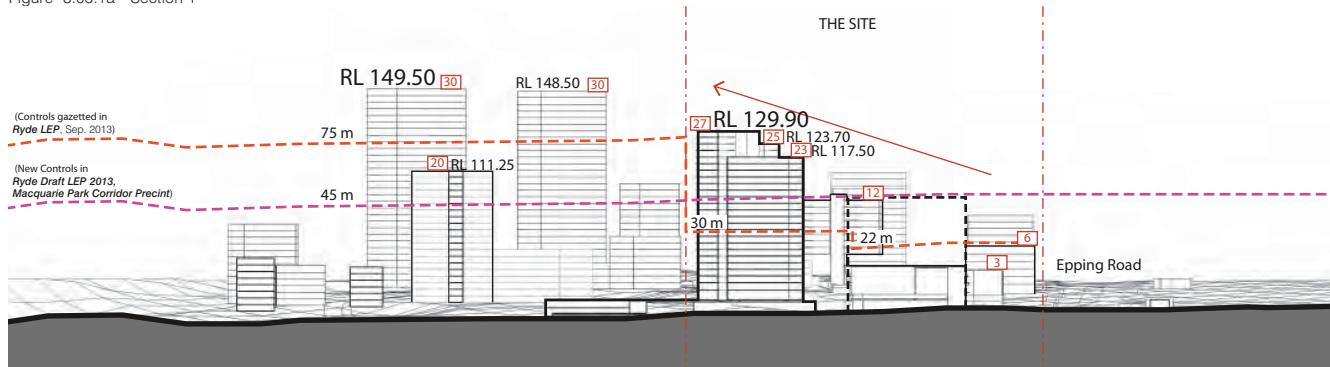 Figure 3.03.1a - Section 1
THE SITE
RL 149.50 30
RL 148.50 30
(Controls gazetted in
Ryde LEP, Sep. 2013)
75 m
27 RL 129.90
25 RL 123.70
23 RL 117.50
20 RL 111.25
(New Controls in
Ryde Draft LEP 2013,
Macquarie Park Corridor Precint)
45 m
12
30 m
22 m
6
3
Epping Road